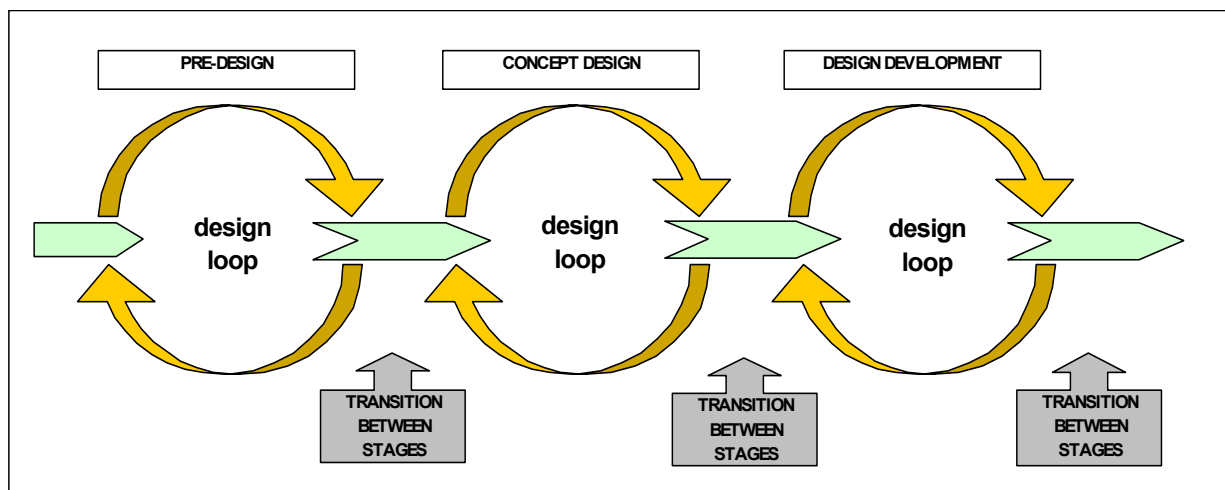 PRE-DESIGN
CONCEPT DESIGN
DESIGN DEVELOPMENT
design
loop
design
loop
design
loop
TRANSITION
BETWEEN
STAGES
TRANSITION
BETWEEN
STAGES
TRANSITION
BETWEEN
STAGES